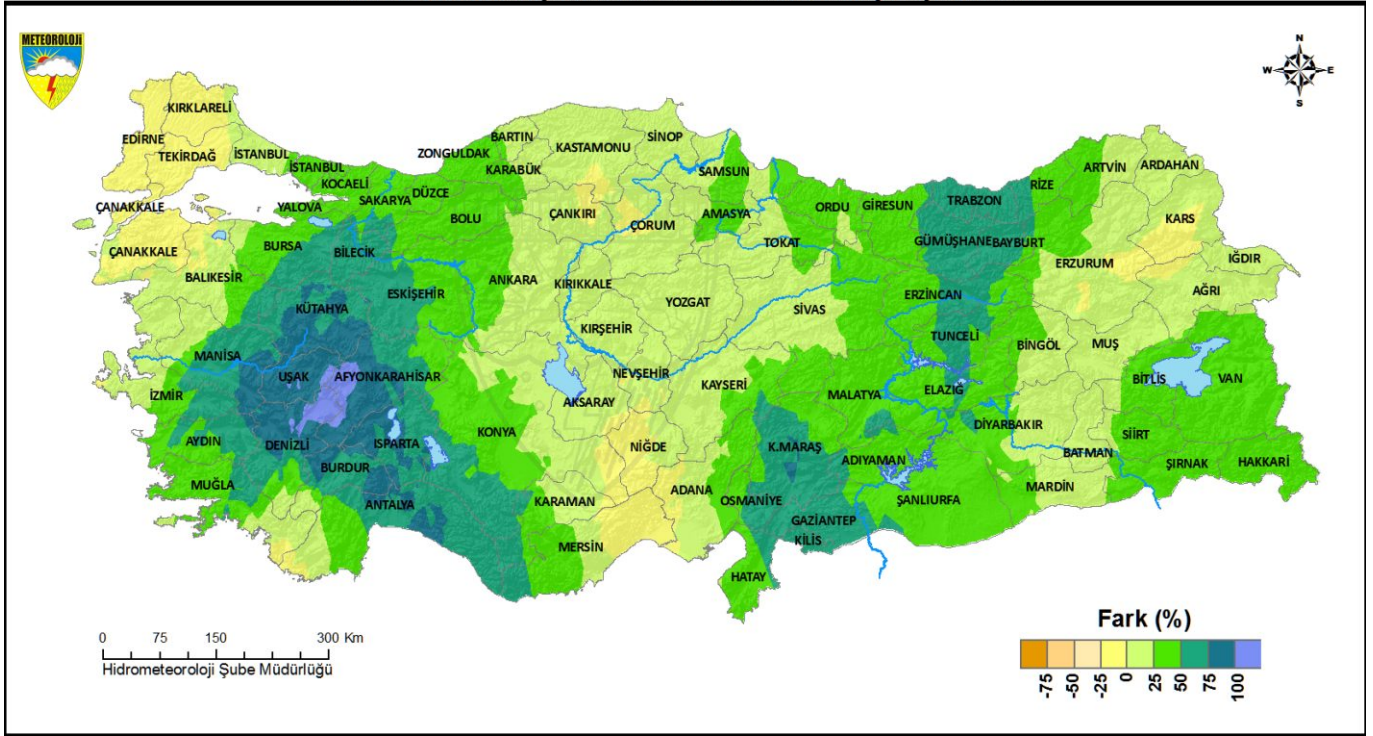 METEOROLOJİ
N
W E
S
KIRKLARELİ
EDİRNE
TEKİRDAĞ
İSTANBUL
İSTANBUL
KOCAELİ
YALOVA
SAKARYA
DÜZCE
ZONGULDAK
BARTIN
KARABÜK
KASTAMONU
SİNOP
SAMSUN
ORDU
GİRESUN
TRABZON
RİZE
ARTVİN
ARDAHAN
ÇANAKKALE
ÇANAKKALE
BALIKESİR
BURSA
BİLECİK
BOLU
ÇANKIRI
ÇORUM
AMASYA
TOKAT
GÜMÜŞHANE
BAYBURT
ERZURUM
KARS
IĞDIR
AĞRI
KÜTAHYA
ESKİŞEHİR
ANKARA
KIRIKKALE
YOZGAT
SİVAS
ERZİNCAN
TUNCELİ
BİNGÖL
MUŞ
BİTLİS
VAN
MANİSA
İZMİR
UŞAK
AFYONKARAHİSAR
KIRŞEHİR
NEVŞEHİR
AKSARAY
KAYSERİ
MALATYA
ELAZIĞ
DİYARBAKIR
BATMAN
SİİRT
ŞIRNAK
HAKKARİ
AYDIN
DENİZLİ
ISPARTA
BURDUR
MUĞLA
ANTALYA
KONYA
KARAMAN
NİĞDE
MERSİN
ADANA
OSMANİYE
K.MARAŞ
ADIYAMAN
GAZİANTEP
KİLİS
HATAY
ŞANLIURFA
MARDİN
0 75 150 300 Km
Hidrometeoroloji Şube Müdürlüğü
Fark (%)
-75 -50 -25 0 25 50 75 100